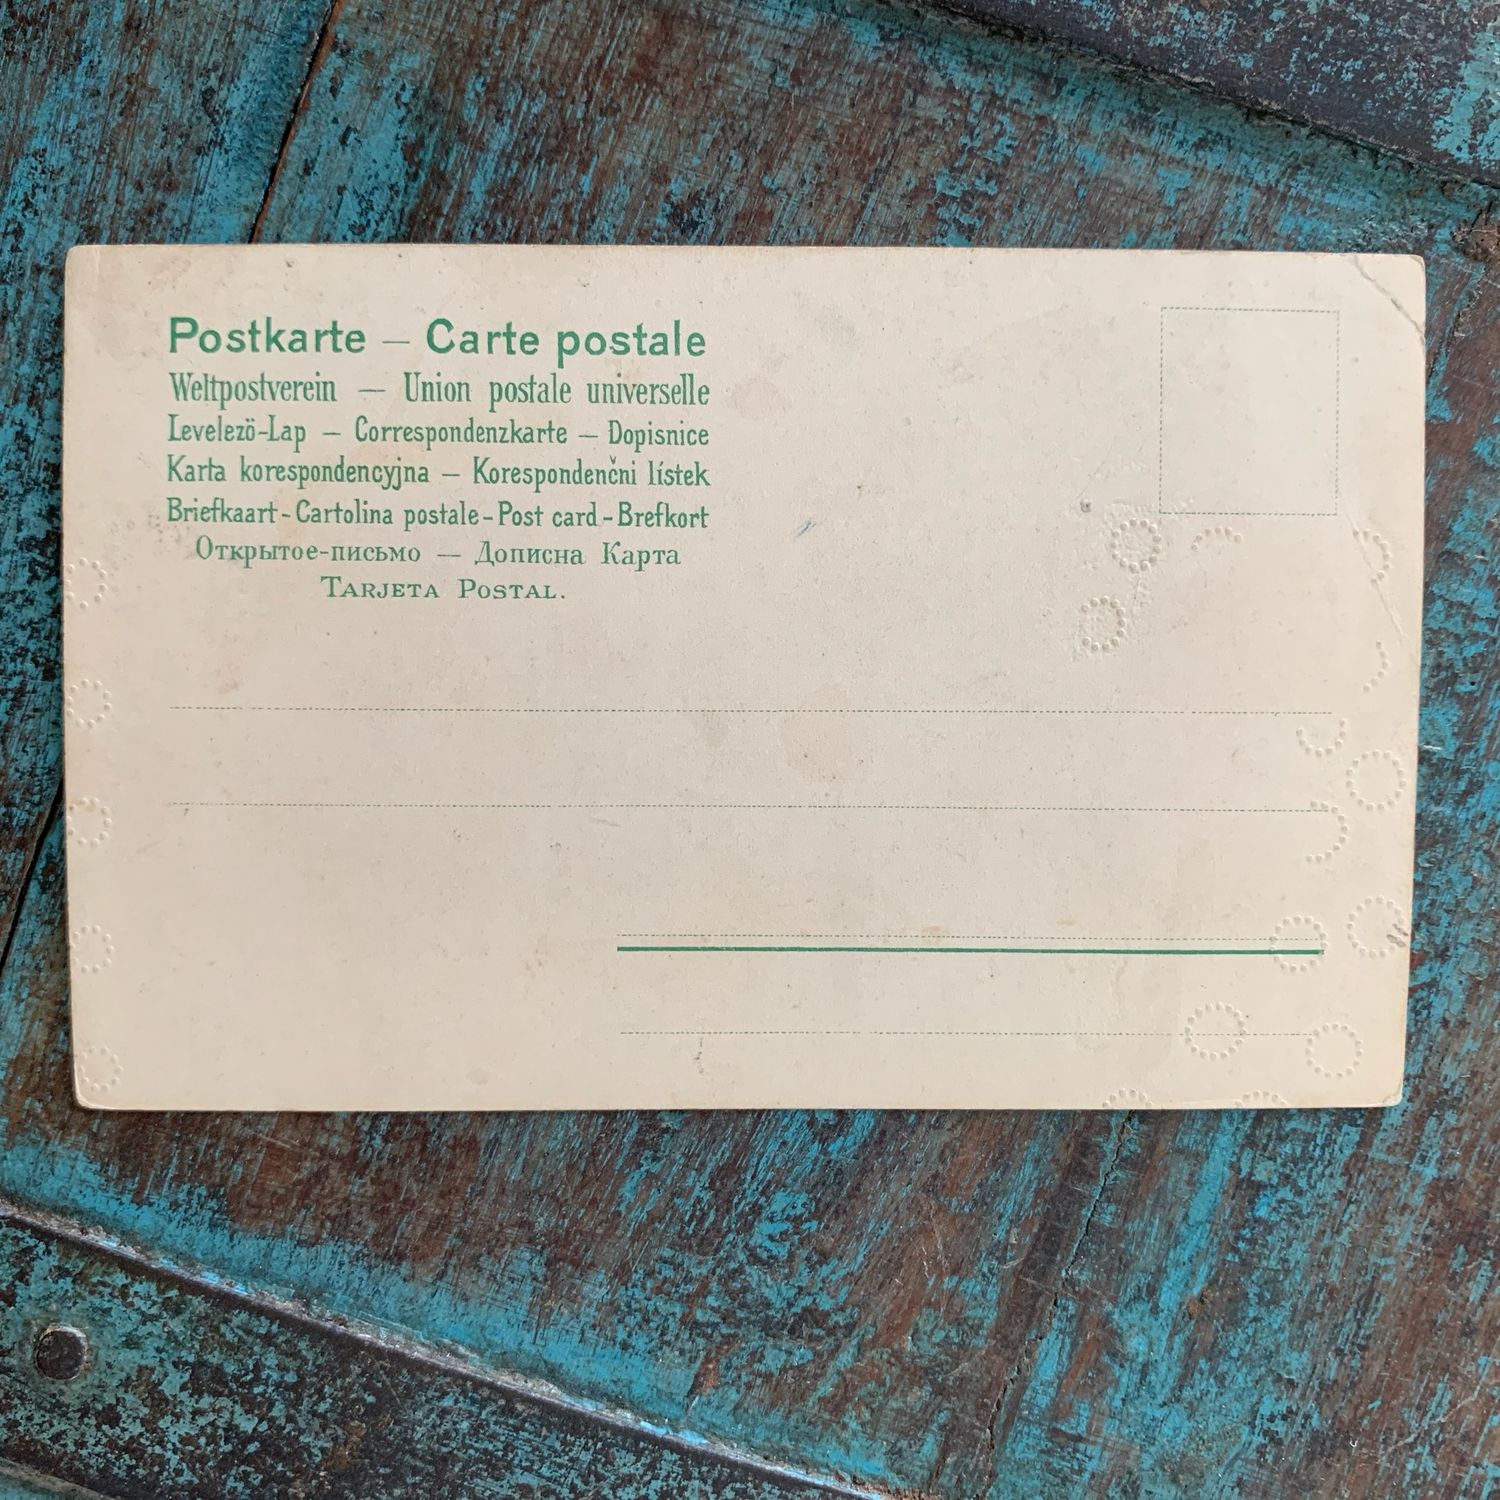 Postkarte – Carte postale
Weltpostverein — Union postale universelle
Levelezö-Lap – Correspondenzkarte – Dopisnice
Karta korespondencyjna – Korespondenčni lístek
Briefkaart - Cartolina postale - Post card - Brefkort
Открытое-письмо — Дописна Карта
TARJETA POSTAL.